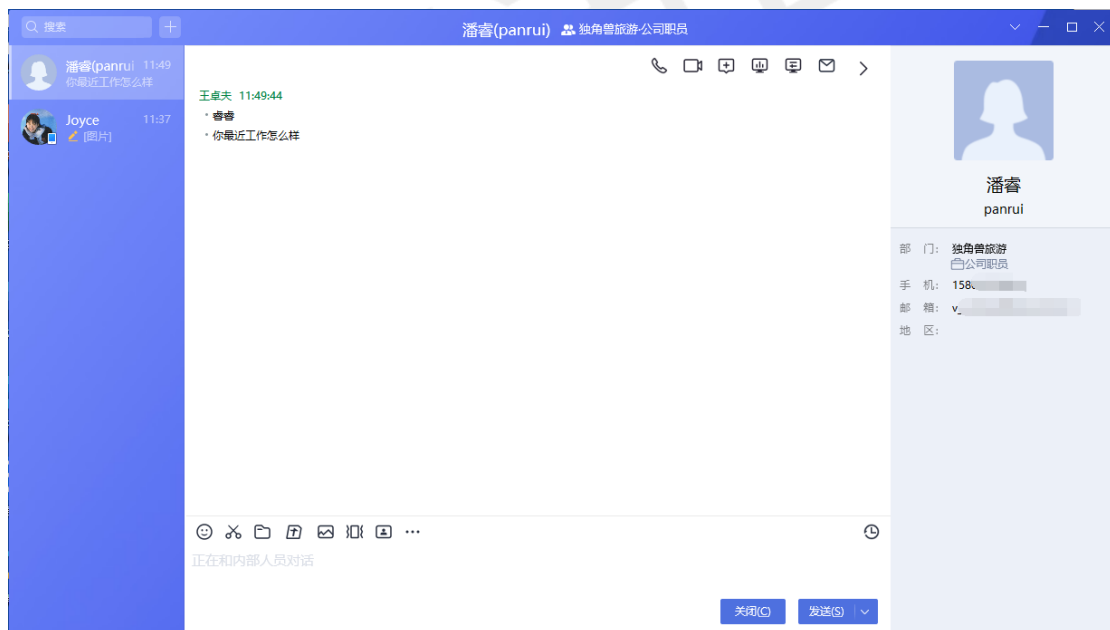 搜索
潘睿(panrui) 独角兽旅游-公司职员
潘睿(panrui 11:49
你最近工作怎么样
Joyce 11:37
[图片]
王卓夫 11:49:44
·睿睿
·你最近工作怎么样
正在和内部人员对话
关闭(C) 发送(S)
潘睿
panrui
部 门: 独角兽旅游
公司职员
手 机: 158
邮 箱: v_
地 区: